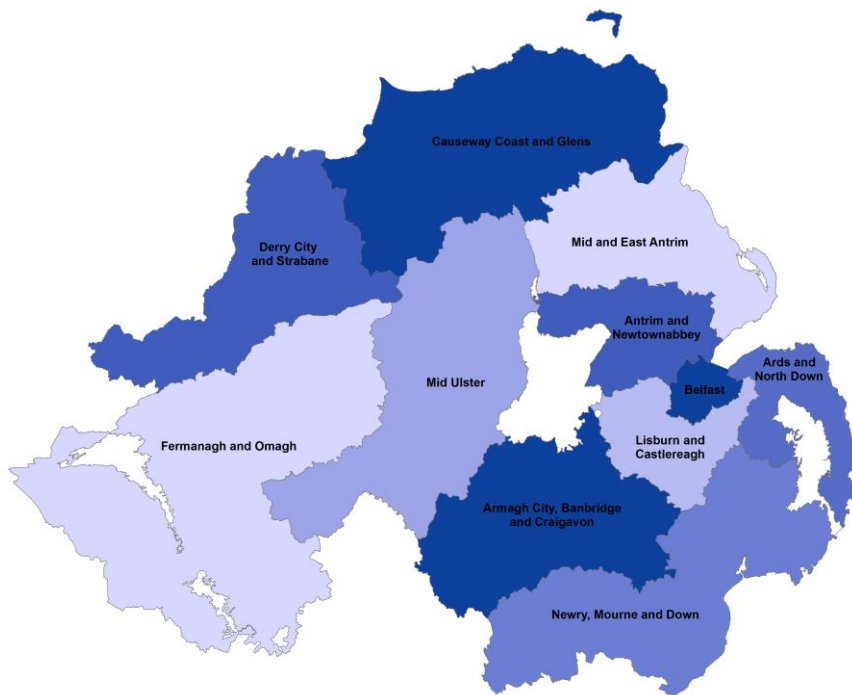 Causeway Coast and Glens
Derry City
and Strabane
Mid and East Antrim
Antrim and
Newtownabbey
Mid Ulster
Ards and
North Down
Belfast
Fermanagh and Omagh
Lisburn and
Castlereagh
Armagh City, Banbridge
and Craigavon
Newry, Mourne and Down